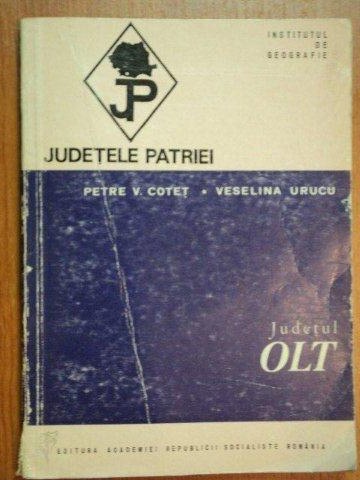 INSTITUTUL
DE
GEOGRAFIE
JP
JUDEȚELE PATRIEI
PETRE V. COTEȚ • VESELINA URUCU
Județul
OLT
EDITURA ACADEMIEI REPUBLICII SOCIALISTE ROMÂNIA